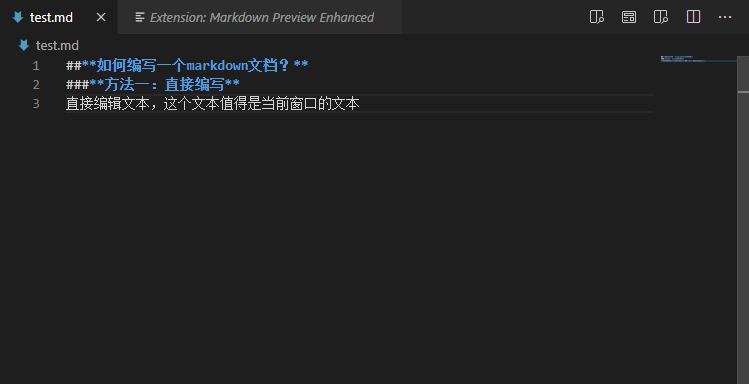 test.md
Extension: Markdown Preview Enhanced
test.md
1 ##**如何编写一个markdown文档？**
2 ###**方法一：直接编写**
3 直接编辑文本，这个文本值得是当前窗口的文本